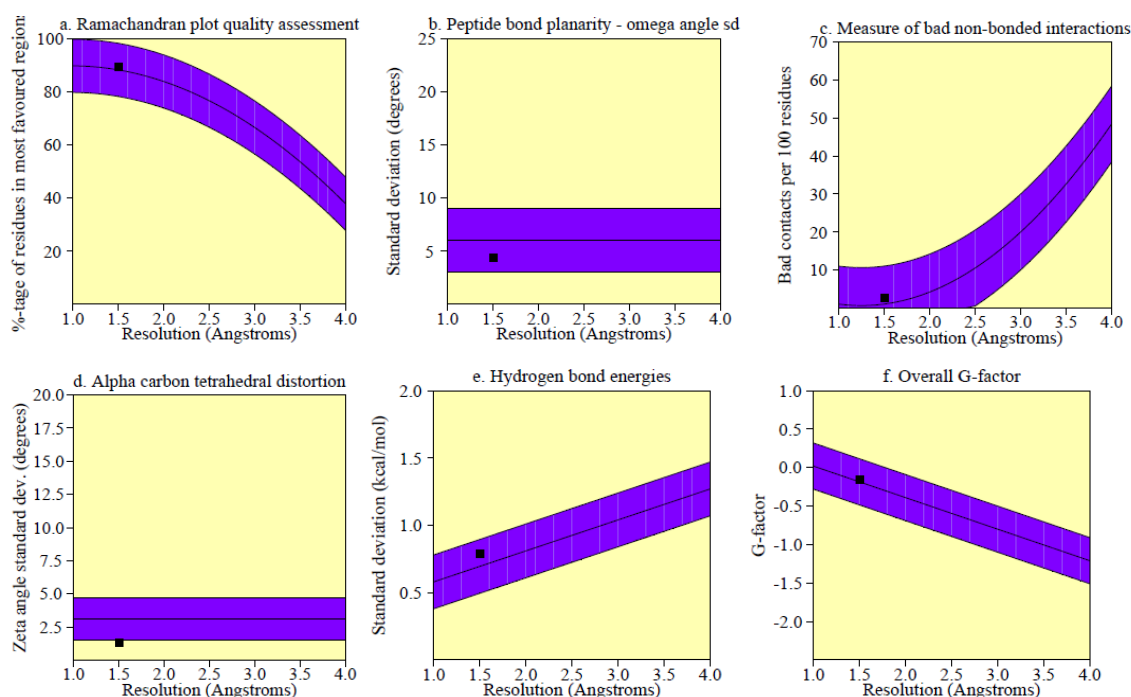 a. Ramachandran plot quality assessment
%-tage of residues in most favoured region:
100
80
60
40
20
1.0 1.5 2.0 2.5 3.0 3.5 4.0
Resolution (Angstroms)
b. Peptide bond planarity - omega angle sd
Standard deviation (degrees)
25
20
15
10
5
1.0 1.5 2.0 2.5 3.0 3.5 4.0
Resolution (Angstroms)
c. Measure of bad non-bonded interactions
Bad contacts per 100 residues
70
60
50
40
30
20
10
1.0 1.5 2.0 2.5 3.0 3.5 4.0
Resolution (Angstroms)
d. Alpha carbon tetrahedral distortion
Zeta angle standard dev. (degrees)
20.0
17.5
15.0
12.5
10.0
7.5
5.0
2.5
1.0 1.5 2.0 2.5 3.0 3.5 4.0
Resolution (Angstroms)
e. Hydrogen bond energies
Standard deviation (kcal/mol)
2.0
1.5
1.0
0.5
1.0 1.5 2.0 2.5 3.0 3.5 4.0
Resolution (Angstroms)
f. Overall G-factor
G-factor
1.0
0.5
0.0
-0.5
-1.0
-1.5
-2.0
1.0 1.5 2.0 2.5 3.0 3.5 4.0
Resolution (Angstroms)